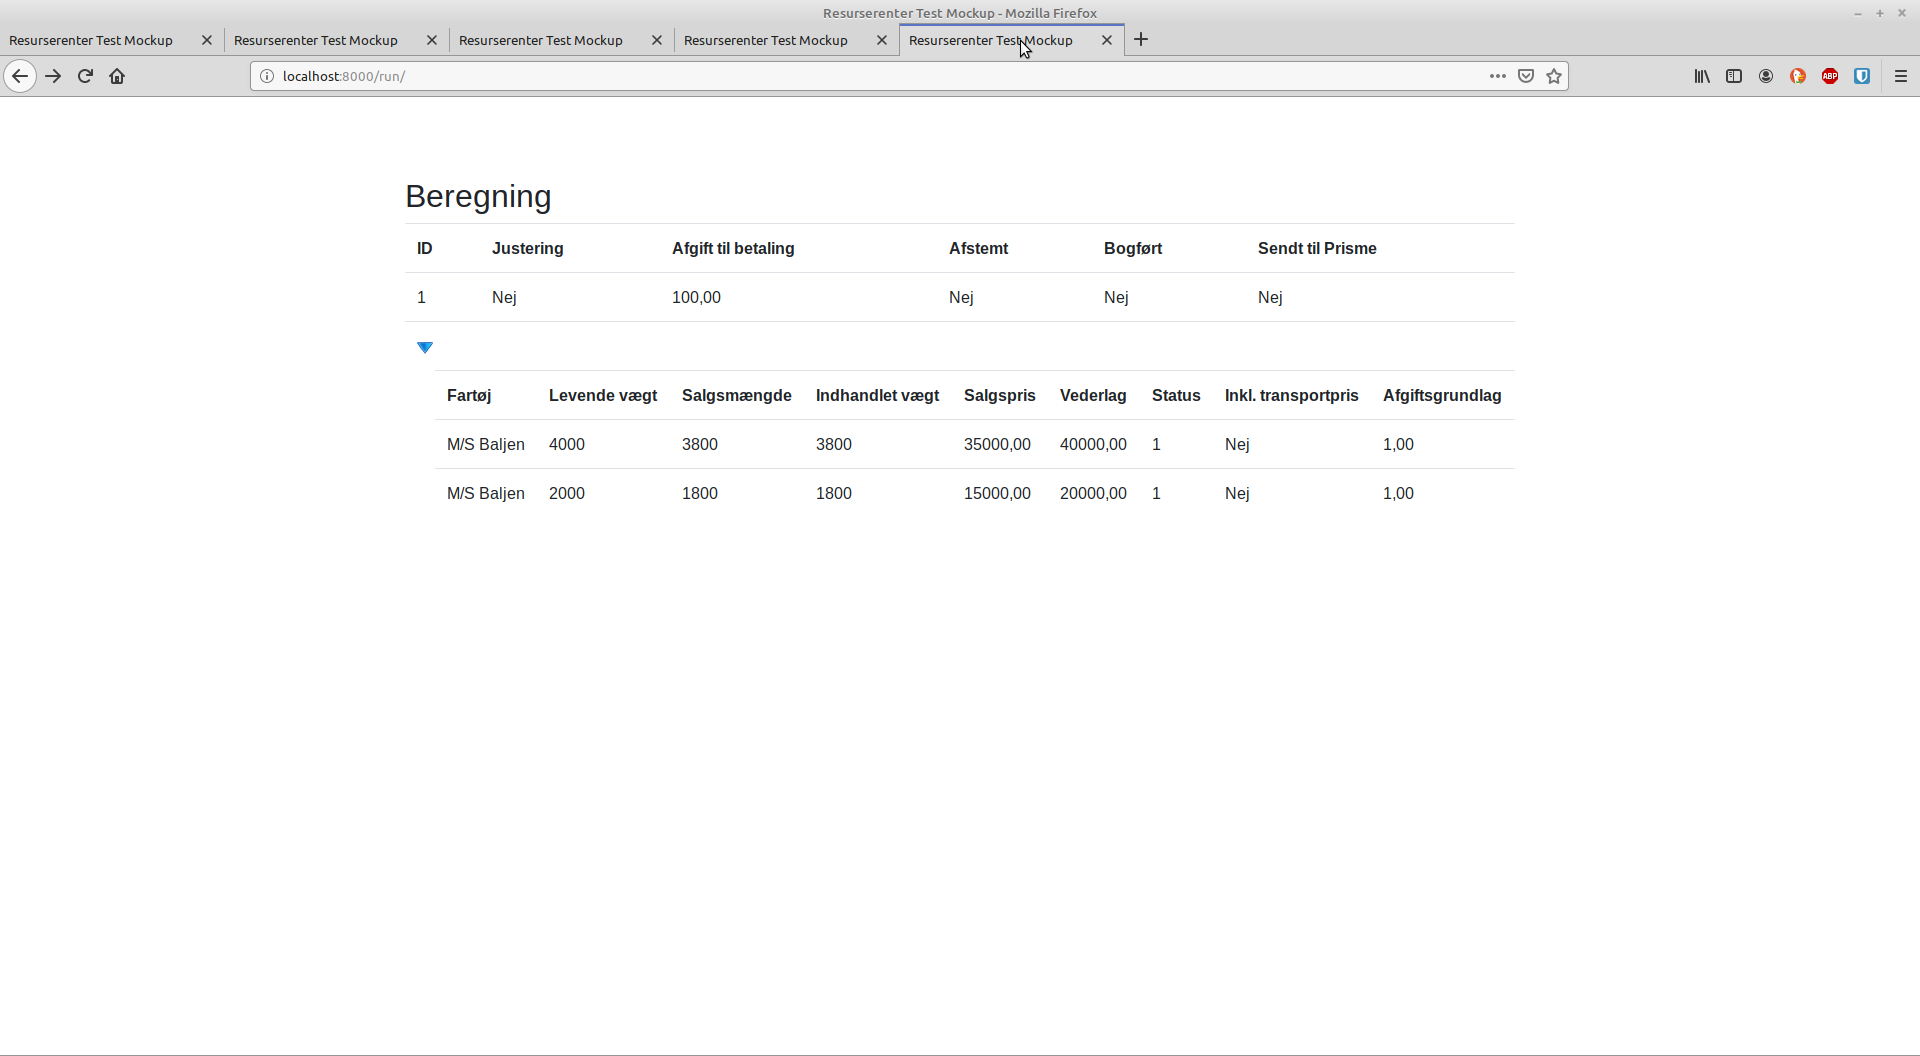 Resurserenter Test Mockup - Mozilla Firefox
Resurserenter Test Mockup Resurserenter Test Mockup Resurserenter Test Mockup Resurserenter Test Mockup Resurserenter Test Mockup
localhost:8000/run/
ABP
Beregning
ID Justering Afgift til betaling Afstemt Bogført Sendt til Prisme
1 Nej 100,00 Nej Nej Nej
Fartøj Levende vægt Salgsmængde Indhandlet vægt Salgspris Vederlag Status Inkl. transportpris Afgiftsgrundlag
M/S Baljen 4000 3800 3800 35000,00 40000,00 1 Nej 1,00
M/S Baljen 2000 1800 1800 15000,00 20000,00 1 Nej 1,00